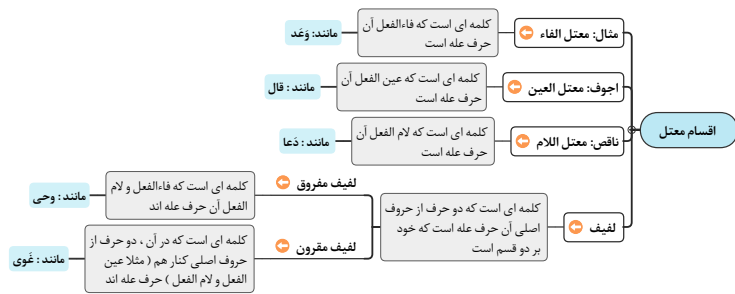 اقسام معتل
مثال: معتل الفاء
کلمه ای است که فاءالفعل آن
حرف عله است
مانند: وَعَد
اجوف: معتل العین
کلمه ای است که عین الفعل آن
حرف عله است
مانند : قال
ناقص: معتل اللام
کلمه ای است که لام الفعل آن
حرف عله است
مانند : دَعا
لفیف
کلمه ای است که دو حرف از حروف
اصلی آن حرف عله است که خود
بر دو قسم است
لفیف مفروق
کلمه ای است که فاءالفعل و لام
الفعل آن حرف عله اند
مانند : وحی
لفیف مقرون
کلمه ای است که در آن ، دو حرف از
حروف اصلی کنار هم ( مثلا عین
الفعل و لام الفعل ) حرف عله اند
مانند : غَوی